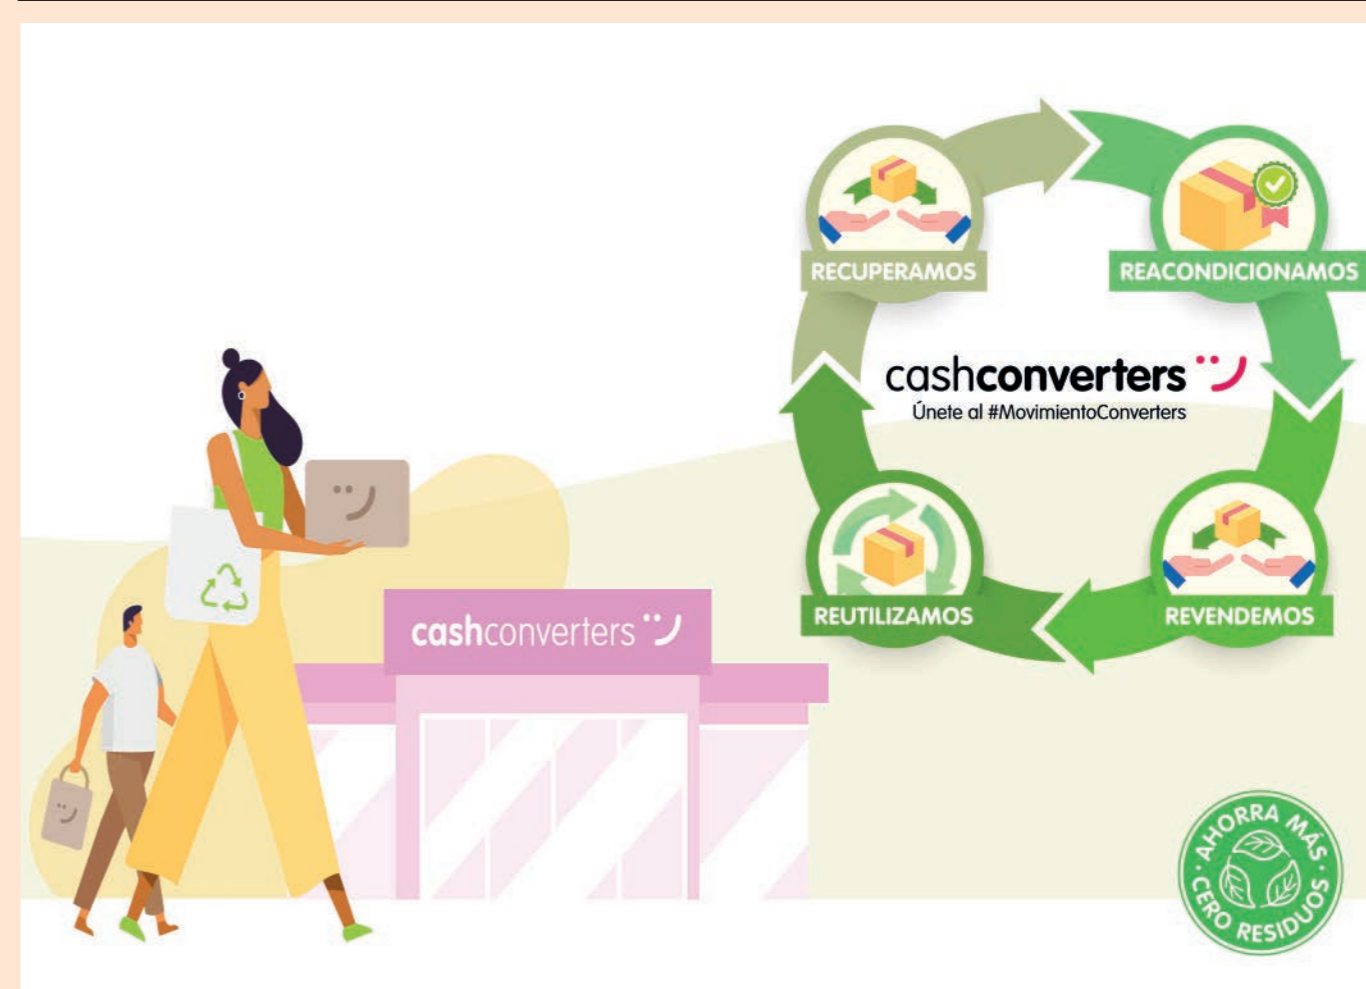 RECUPERAMOS
REACONDICIONAMOS
cashconverters
Únete al #MovimientoConverters
REUTILIZAMOS
REVENDEMOS
cashconverters
AHORRA MÁS
CERO RESIDUOS